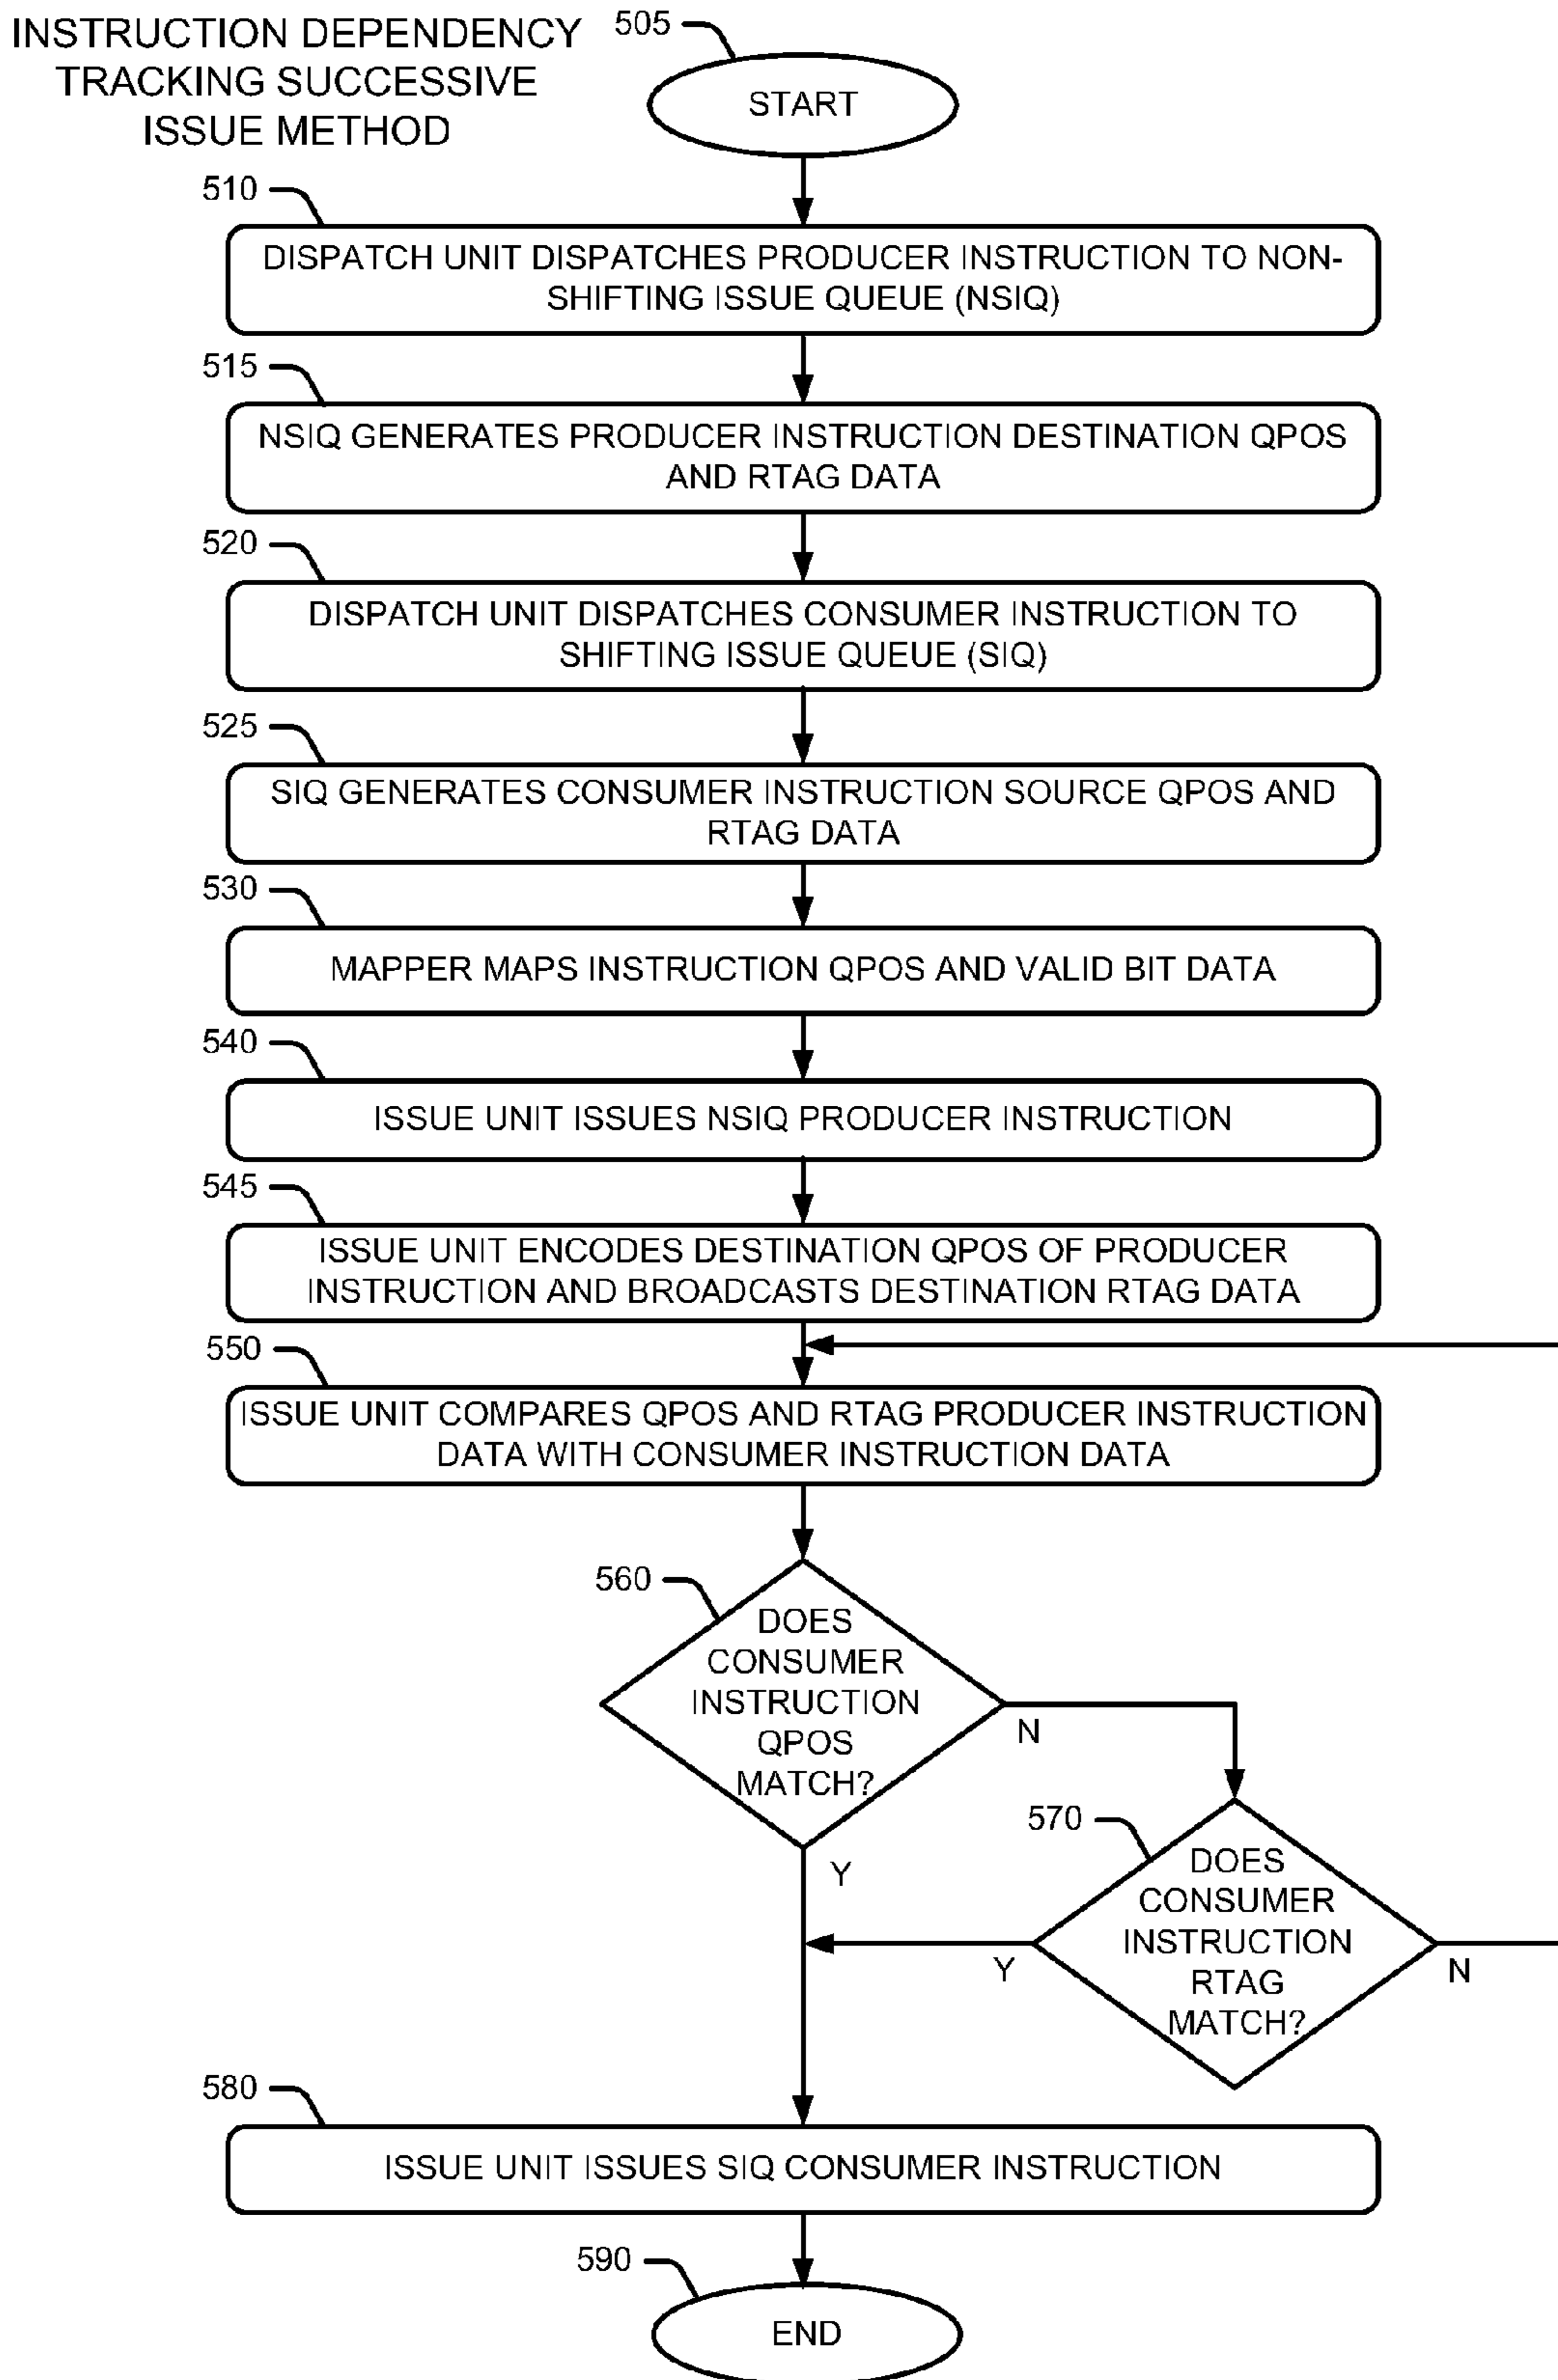 INSTRUCTION DEPENDENCY
TRACKING SUCCESSIVE
ISSUE METHOD
505
START
510
DISPATCH UNIT DISPATCHES PRODUCER INSTRUCTION TO NON-
SHIFTING ISSUE QUEUE (NSIQ)
515
NSIQ GENERATES PRODUCER INSTRUCTION DESTINATION QPOS
AND RTAG DATA
520
DISPATCH UNIT DISPATCHES CONSUMER INSTRUCTION TO
SHIFTING ISSUE QUEUE (SIQ)
525
SIQ GENERATES CONSUMER INSTRUCTION SOURCE QPOS AND
RTAG DATA
530
MAPPER MAPS INSTRUCTION QPOS AND VALID BIT DATA
540
ISSUE UNIT ISSUES NSIQ PRODUCER INSTRUCTION
545
ISSUE UNIT ENCODES DESTINATION QPOS OF PRODUCER
INSTRUCTION AND BROADCASTS DESTINATION RTAG DATA
550
ISSUE UNIT COMPARES QPOS AND RTAG PRODUCER INSTRUCTION
DATA WITH CONSUMER INSTRUCTION DATA
560
DOES
CONSUMER
INSTRUCTION
QPOS
MATCH?
N
Y
570
DOES
CONSUMER
INSTRUCTION
RTAG
MATCH?
Y
N
580
ISSUE UNIT ISSUES SIQ CONSUMER INSTRUCTION
590
END